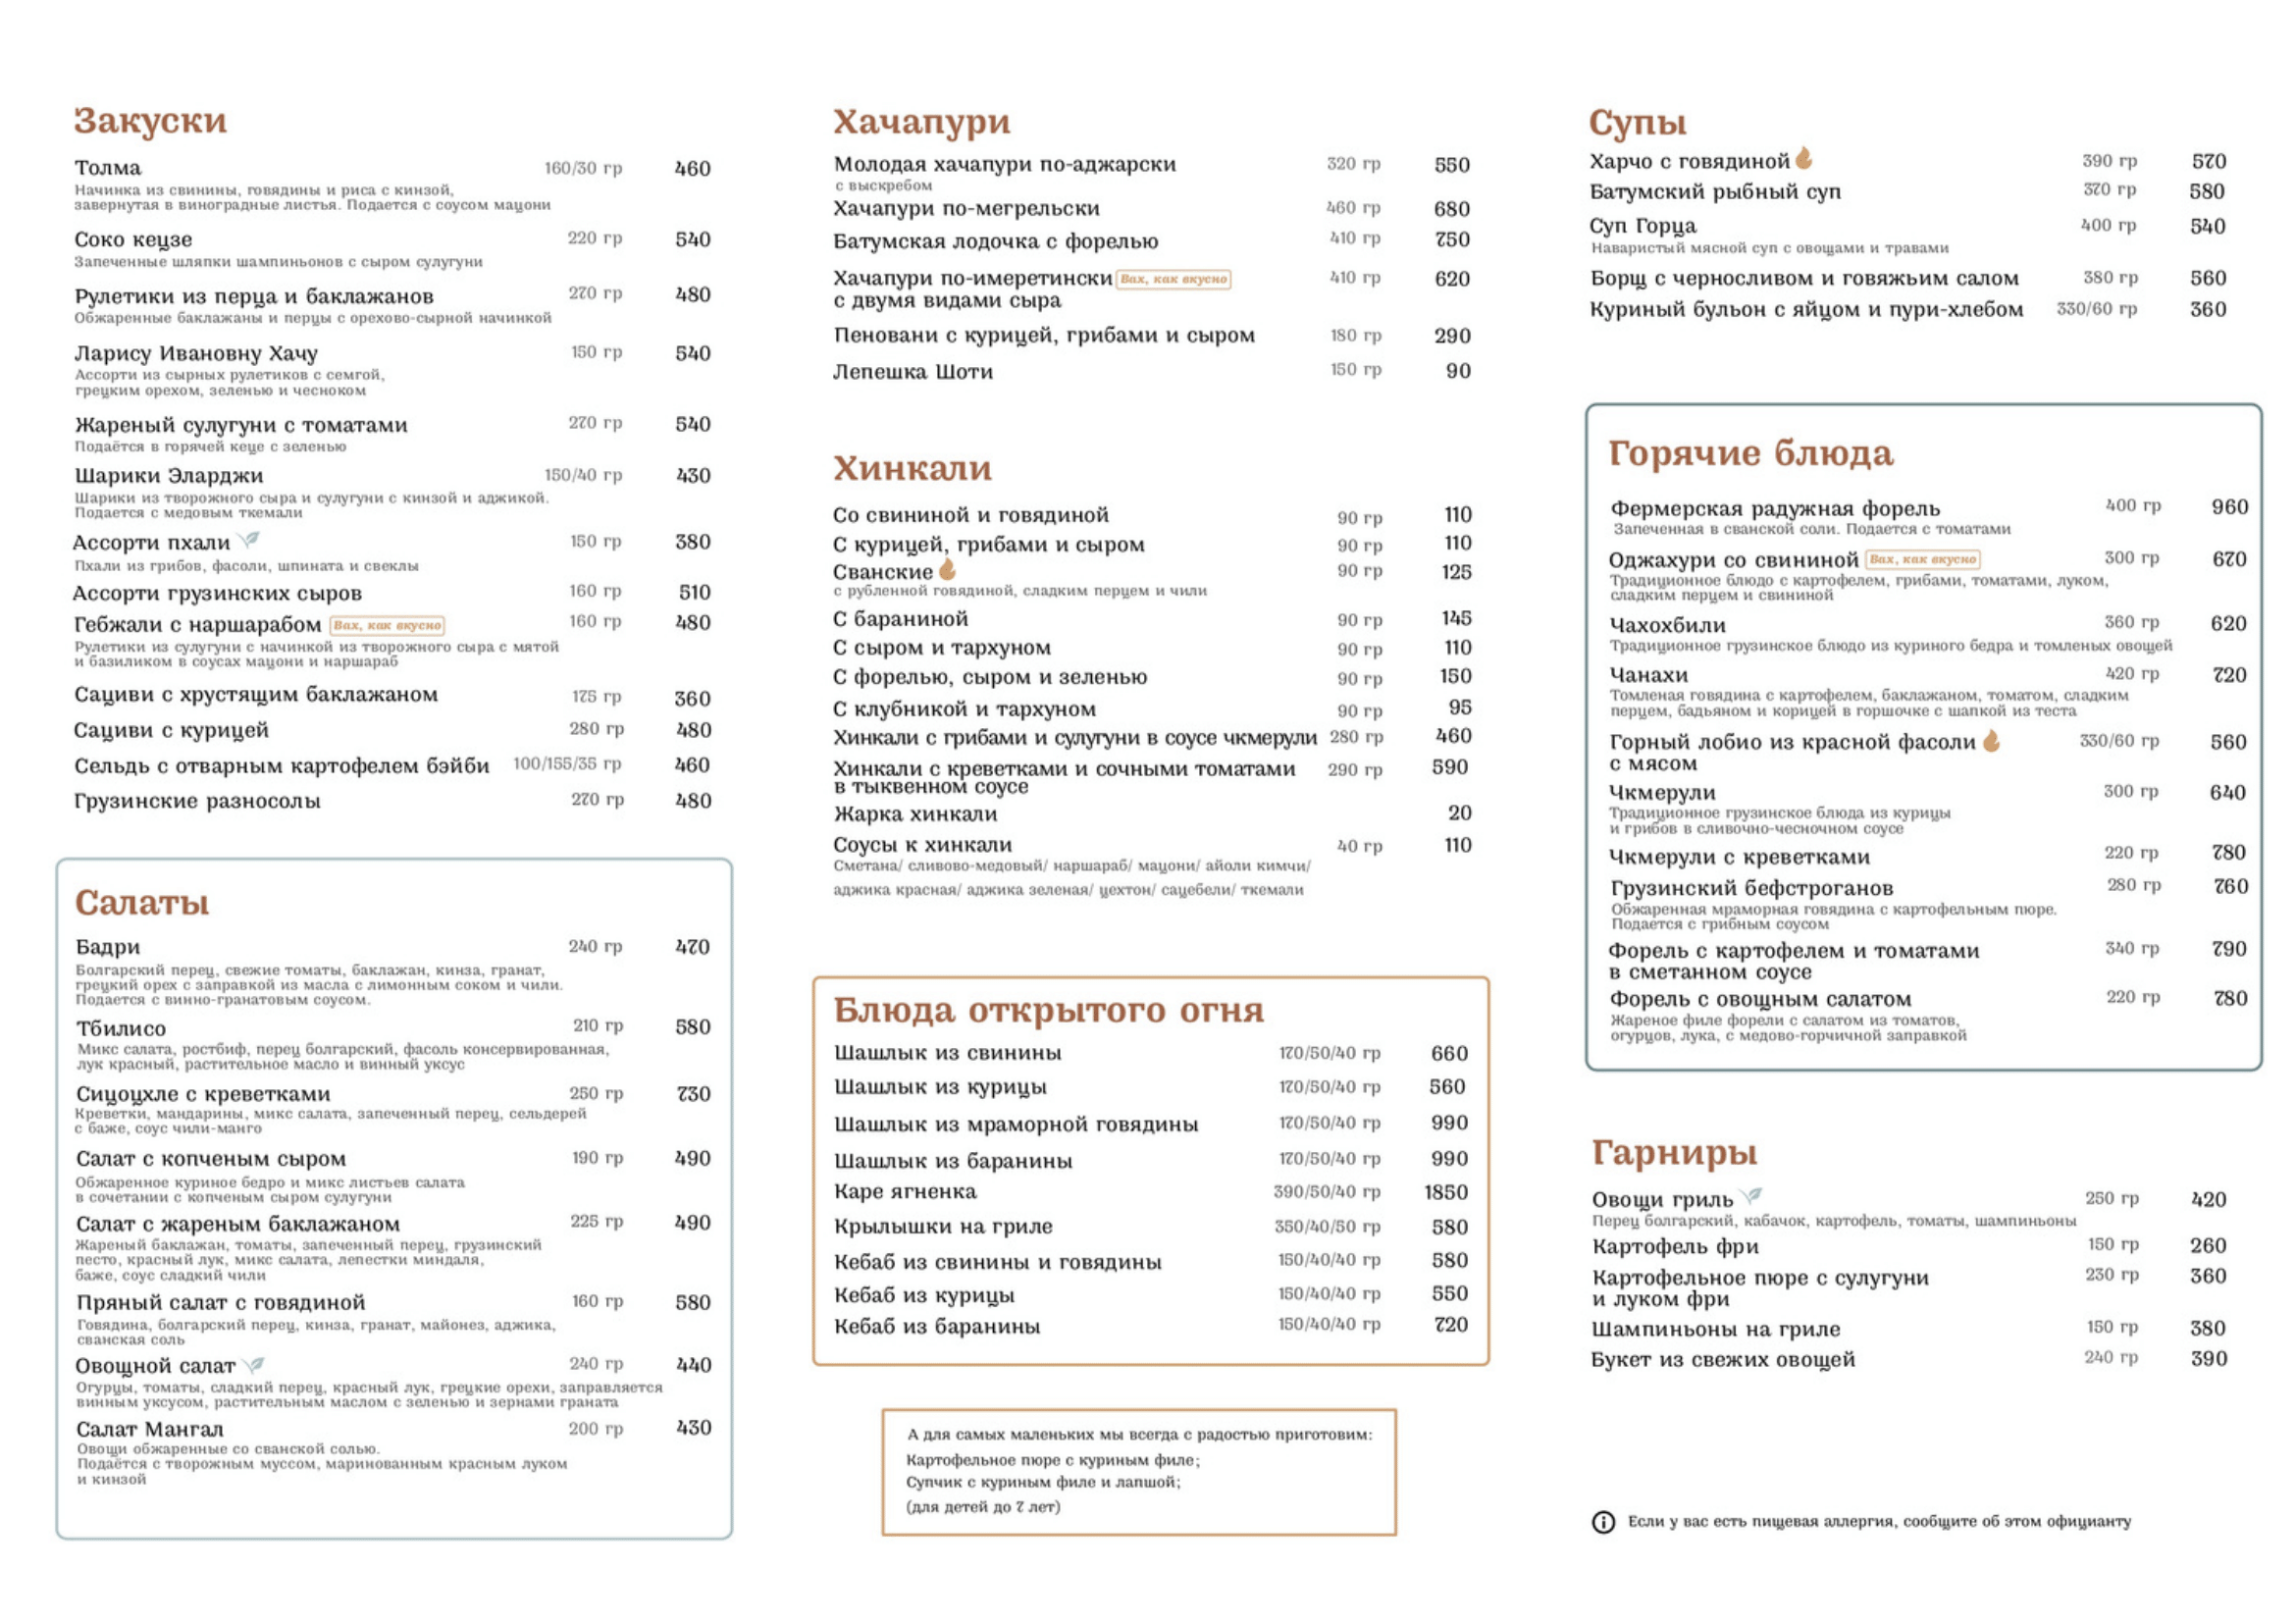 Закуски
Толма 160/30 гр 460
Начинка из свинины, говядины и риса с кинзой,
завернутая в виноградные листья. Подается с соусом мацони
Соко кецзе 220 гр 540
Запеченные шляпки шампиньонов с сыром сулугуни
Рулетики из перца и баклажанов 270 гр 480
Обжаренные баклажаны и перцы с орехово-сырной начинкой
Ларису Ивановну Хачу 150 гр 540
Ассорти из сырных рулетиков с семгой,
грецким орехом, зеленью и чесноком
Жареный сулугуни с томатами 270 гр 540
Подаётся в горячей кеце с зеленью
Шарики Эларджи 150/40 гр 430
Шарики из творожного сыра и сулугуни с кинзой и аджикой.
Подается с медовым ткемали
Ассорти пхали 150 гр 380
Пхали из грибов, фасоли, шпината и свеклы
Ассорти грузинских сыров 160 гр 510
Гебжали с наршарабом Вах, как вкусно 160 гр 480
Рулетики из сулугуни с начинкой из творожного сыра с мятой
и базиликом в соусах мацони и наршараб
Сациви с хрустящим баклажаном 175 гр 360
Сациви с курицей 280 гр 480
Сельдь с отварным картофелем бэйби 100/155/35 гр 460
Грузинские разносолы 270 гр 480
Салаты
Бадри 240 гр 470
Болгарский перец, свежие томаты, баклажан, кинза, гранат,
грецкий орех с заправкой из масла с лимонным соком и чили.
Подается с винно-гранатовым соусом.
Тбилисо 210 гр 580
Микс салата, ростбиф, перец болгарский, фасоль консервированная,
лук красный, растительное масло и винный уксус
Сицоцхле с креветками 250 гр 730
Креветки, мандарины, микс салата, запеченный перец, сельдерей
с баже, соус чили-манго
Салат с копченым сыром 190 гр 490
Обжаренное куриное бедро и микс листьев салата
в сочетании с копченым сыром сулугуни
Салат с жареным баклажаном 225 гр 490
Жареный баклажан, томаты, запеченный перец, грузинский
песто, красный лук, микс салата, лепестки миндаля,
баже, соус сладкий чили
Пряный салат с говядиной 160 гр 580
Говядина, болгарский перец, кинза, гранат, майонез, аджика,
сванская соль
Овощной салат 240 гр 440
Огурцы, томаты, сладкий перец, красный лук, грецкие орехи, заправляется
винным уксусом, растительным маслом с зеленью и зернами граната
Салат Мангал 200 гр 430
Овощи обжаренные со сванской солью.
Подаётся с творожным муссом, маринованным красным луком
и кинзой
Хачапури
Молодая хачапури по-аджарски 320 гр 550
с выскребом
Хачапури по-мегрельски 460 гр 680
Батумская лодочка с форелью 410 гр 750
Хачапури по-имеретински Вах, как вкусно 410 гр 620
с двумя видами сыра
Пеновани с курицей, грибами и сыром 180 гр 290
Лепешка Шоти 150 гр 90
Хинкали
Со свининой и говядиной 90 гр 110
С курицей, грибами и сыром 90 гр 110
Сванские 90 гр 125
с рубленной говядиной, сладким перцем и чили
С бараниной 90 гр 145
С сыром и тархуном 90 гр 110
С форелью, сыром и зеленью 90 гр 150
С клубникой и тархуном 90 гр 95
Хинкали с грибами и сулугуни в соусе чкмерули 280 гр 460
Хинкали с креветками и сочными томатами 290 гр 590
в тыквенном соусе
Жарка хинкали 20
Соусы к хинкали 40 гр 110
Сметана/ сливово-медовый/ наршараб/ мацони/ айоли кимчи/
аджика красная/ аджика зеленая/ цехтон/ сацебели/ ткемали
Блюда открытого огня
Шашлык из свинины 170/50/40 гр 660
Шашлык из курицы 170/50/40 гр 560
Шашлык из мраморной говядины 170/50/40 гр 990
Шашлык из баранины 170/50/40 гр 990
Каре ягненка 390/50/40 гр 1850
Крылышки на гриле 350/40/50 гр 580
Кебаб из свинины и говядины 150/40/40 гр 580
Кебаб из курицы 150/40/40 гр 550
Кебаб из баранины 150/40/40 гр 720
А для самых маленьких мы всегда с радостью приготовим:
Картофельное пюре с куриным филе;
Супчик с куриным филе и лапшой;
(для детей до 7 лет)
Супы
Харчо с говядиной 390 гр 570
Батумский рыбный суп 370 гр 580
Суп Горца 400 гр 540
Наваристый мясной суп с овощами и травами
Борщ с черносливом и говяжьим салом 380 гр 560
Куриный бульон с яйцом и пури-хлебом 330/60 гр 360
Горячие блюда
Фермерская радужная форель 400 гр 960
Запеченная в сванской соли. Подается с томатами
Оджахури со свининой Вах, как вкусно 300 гр 670
Традиционное блюдо с картофелем, грибами, томатами, луком,
сладким перцем и свининой
Чахохбили 360 гр 620
Традиционное грузинское блюдо из куриного бедра и томленых овощей
Чанахи 420 гр 720
Томленая говядина с картофелем, баклажаном, томатом, сладким
перцем, бадьяном и корицей в горшочке с шапкой из теста
Горный лобио из красной фасоли 330/60 гр 560
с мясом
Чкмерули 300 гр 640
Традиционное грузинское блюда из курицы
и грибов в сливочно-чесночном соусе
Чкмерули с креветками 220 гр 780
Грузинский бефстроганов 280 гр 760
Обжаренная мраморная говядина с картофельным пюре.
Подается с грибным соусом
Форель с картофелем и томатами 340 гр 790
в сметанном соусе
Форель с овощным салатом 220 гр 780
Жареное филе форели с салатом из томатов,
огурцов, лука, с медово-горчичной заправкой
Гарниры
Овощи гриль 250 гр 420
Перец болгарский, кабачок, картофель, томаты, шампиньоны
Картофель фри 150 гр 260
Картофельное пюре с сулугуни 230 гр 360
и луком фри
Шампиньоны на гриле 150 гр 380
Букет из свежих овощей 240 гр 390
Если у вас есть пищевая аллергия, сообщите об этом официанту